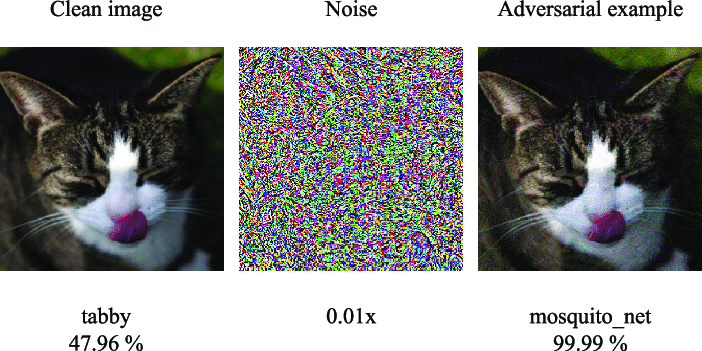 Clean image
Noise
Adversarial example
tabby
0.01x
mosquito_net
47.96 %
99.99 %